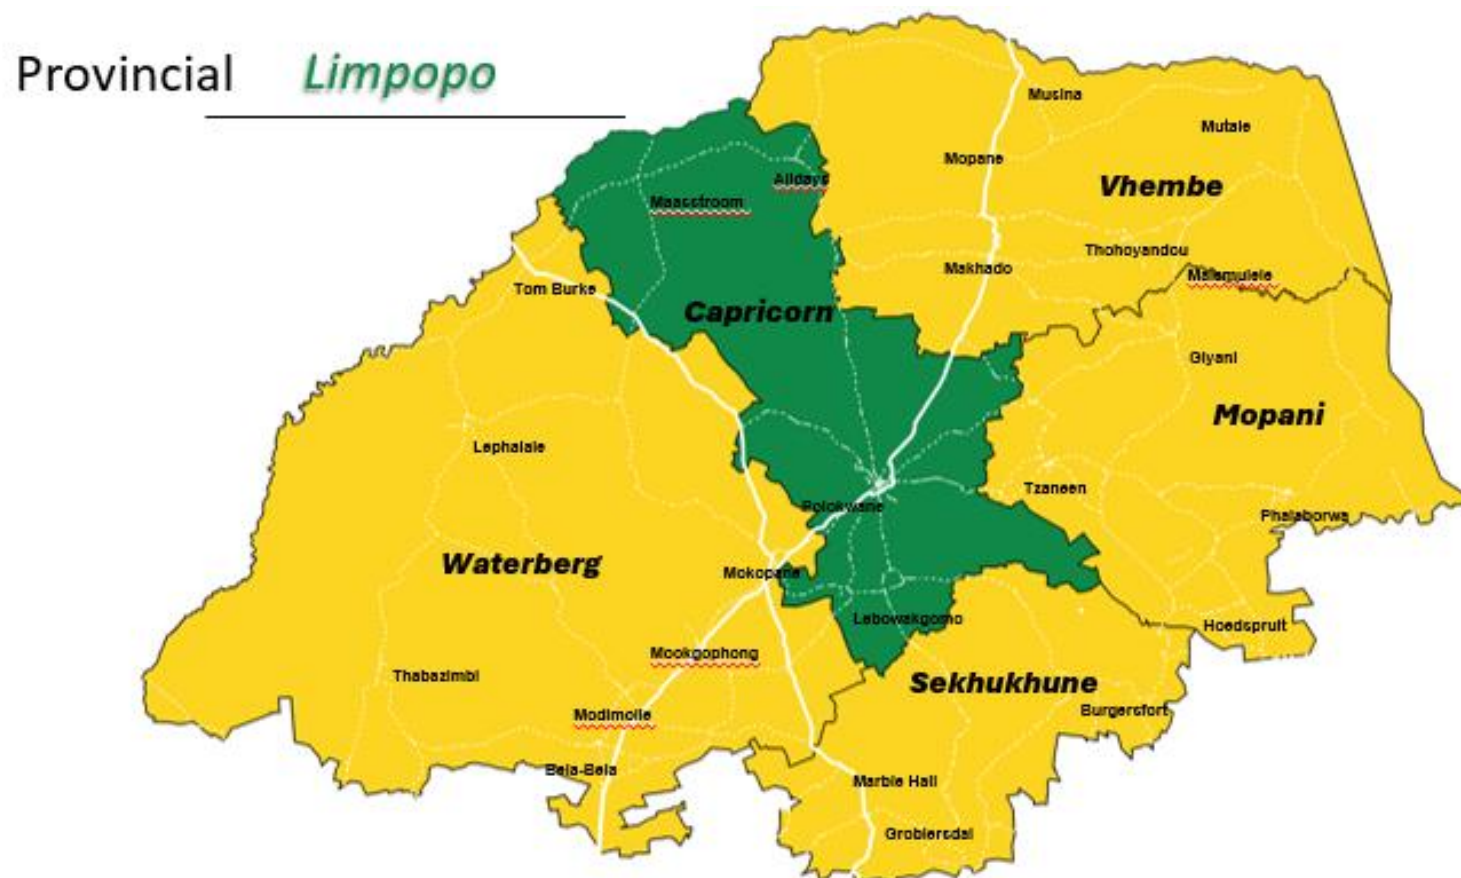 Provincial Limpopo
Musina
Mutale
Mopane
Alldays
Vhembe
Maasstroom
Thohoyandou
Makhado
Malamulele
Tom Burke
Capricorn
Giyani
Mopani
Lephalale
Tzaneen
Polokwane
Phalaborwa
Waterberg
Mokopane
Lebowakgomo
Hoedspruit
Mookgophong
Thabazimbi
Sekhukhune
Modimolle
Burgersfort
Bela-Bela
Marble Hall
Groblersdal